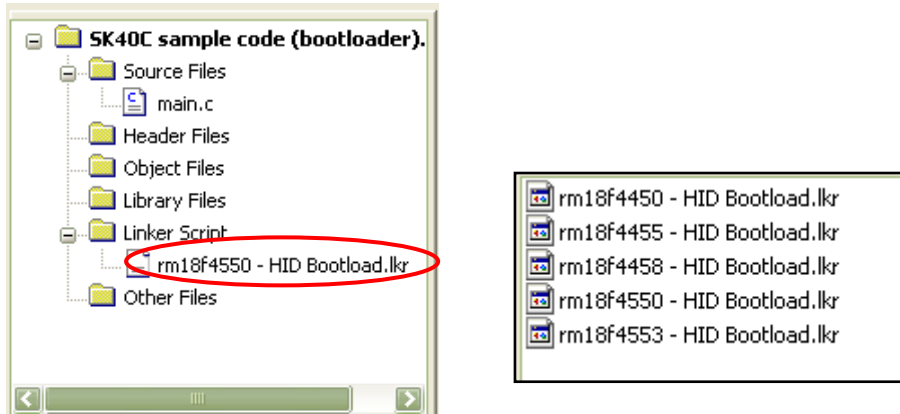 SK40C sample code (bootloader).
Source Files
main.c
Header Files
Object Files
Library Files
Linker Script
rm18f4550 - HID Bootload.lkr
Other Files
rm18f4450 - HID Bootload.lkr
rm18f4455 - HID Bootload.lkr
rm18f4458 - HID Bootload.lkr
rm18f4550 - HID Bootload.lkr
rm18f4553 - HID Bootload.lkr